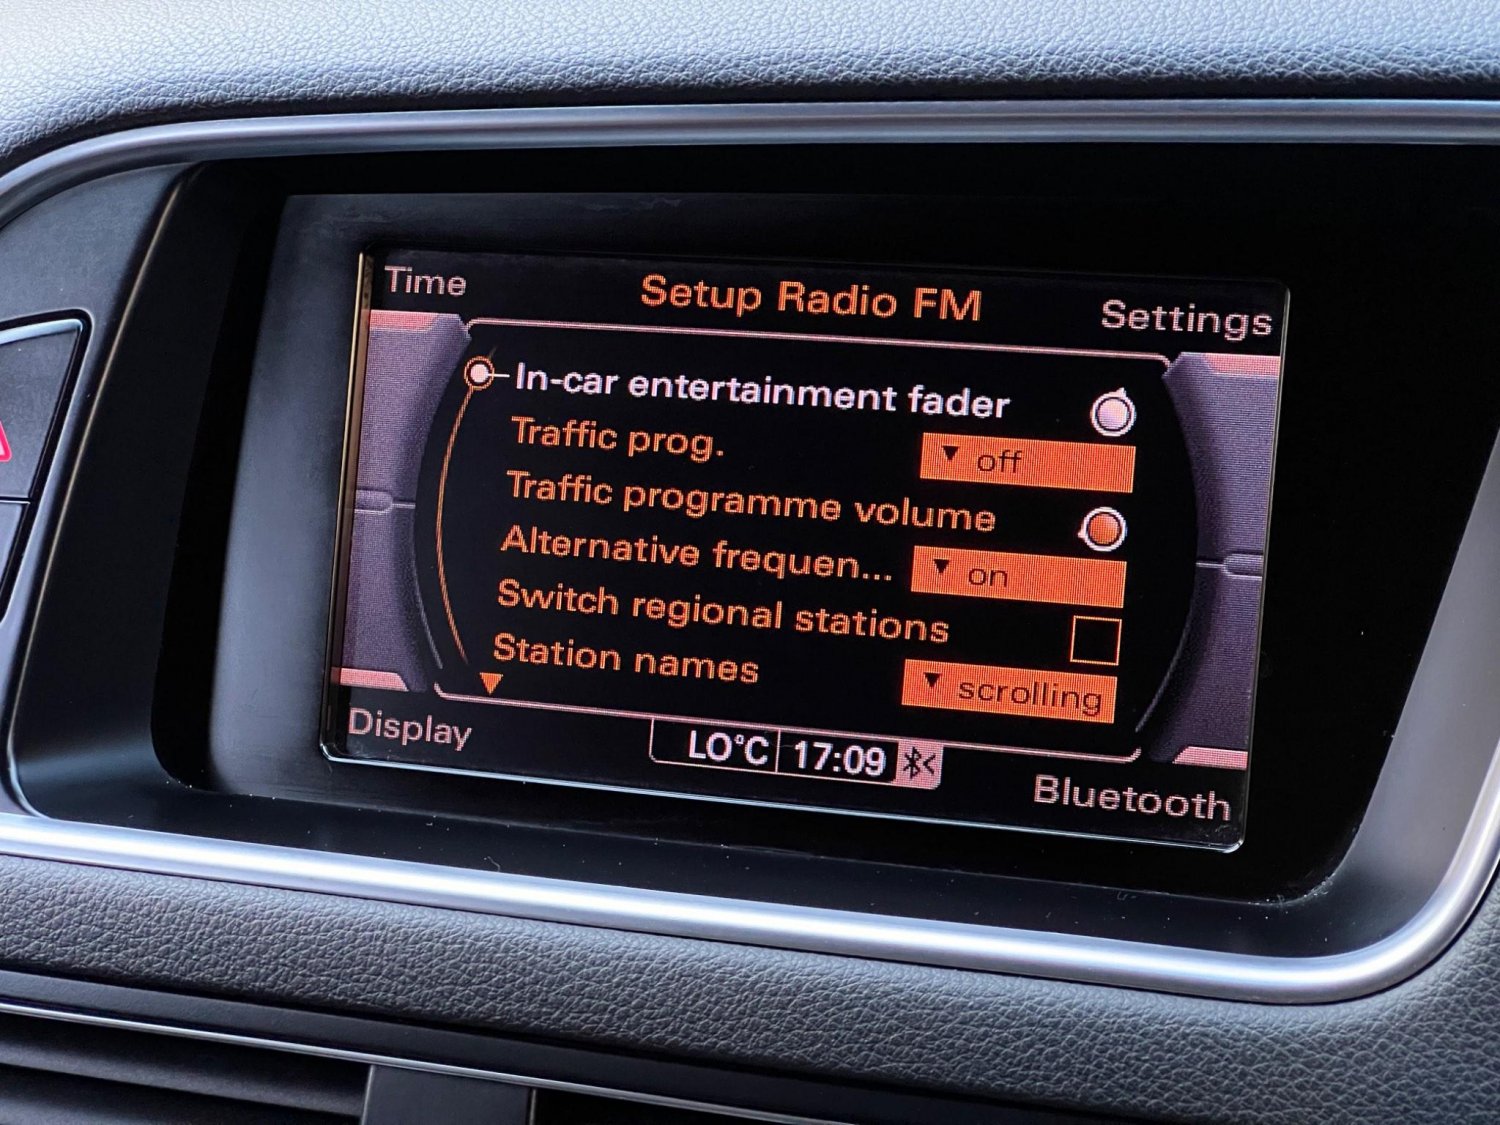 Time
Setup Radio FM
Settings
In-car entertainment fader
Traffic prog.
off
Traffic programme volume
Alternative frequen...
on
Switch regional stations
Station names
scrolling
Display
LO°C
17:09
Bluetooth